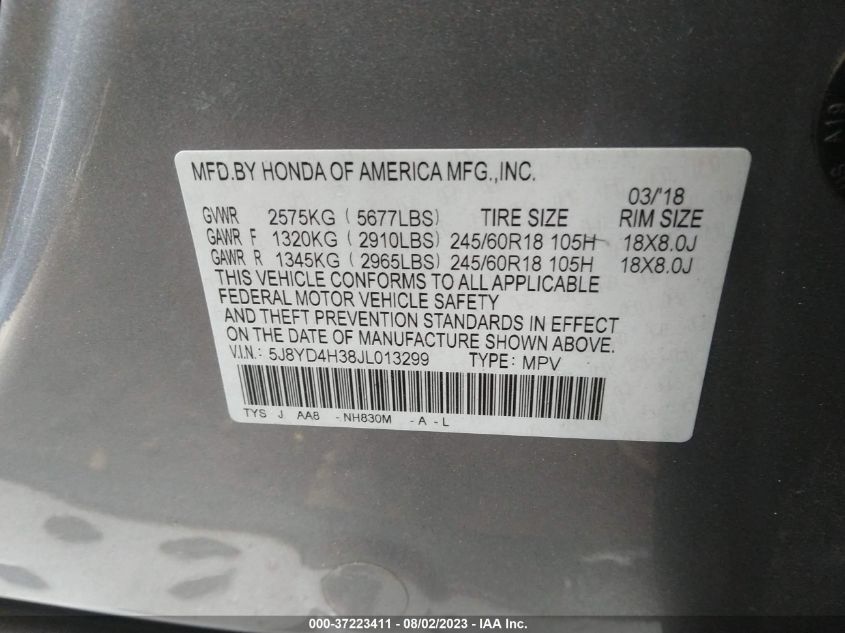 MFD.BY HONDA OF AMERICA MFG.,INC.
03/'18
GVWR 2575KG ( 5677LBS) TIRE SIZE RIM SIZE
GAWR F 1320KG ( 2910LBS) 245/60R18 105H 18X8.0J
GAWR R 1345KG ( 2965LBS) 245/60R18 105H 18X8.0J
THIS VEHICLE CONFORMS TO ALL APPLICABLE
FEDERAL MOTOR VEHICLE SAFETY
AND THEFT PREVENTION STANDARDS IN EFFECT
ON THE DATE OF MANUFACTURE SHOWN ABOVE.
V.I.N.: 5J8YD4H38JL013299 TYPE: MPV
TYS J AA8 -NH830M -A-L
000-37223411 - 08/02/2023 - IAA Inc.